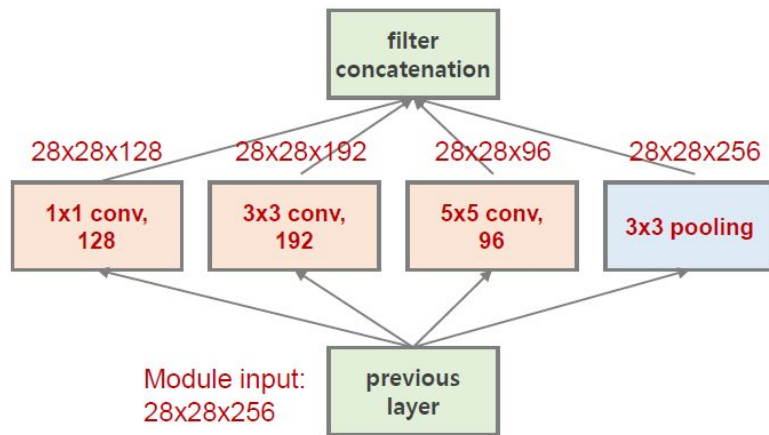 filter
concatenation
28x28x128
28x28x192
28x28x96
28x28x256
1x1 conv,
128
3x3 conv,
192
5x5 conv,
96
3x3 pooling
Module input:
28x28x256
previous
layer